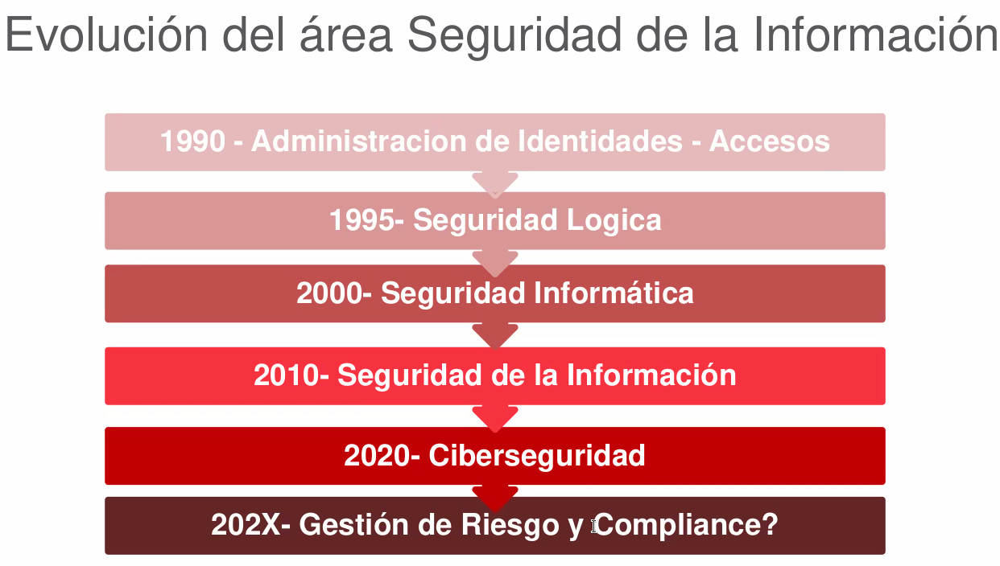 Evolución del área Seguridad de la Información
1990 - Administracion de Identidades - Accesos
1995- Seguridad Logica
2000- Seguridad Informática
2010- Seguridad de la Información
2020- Ciberseguridad
202X- Gestión de Riesgo y Compliance?